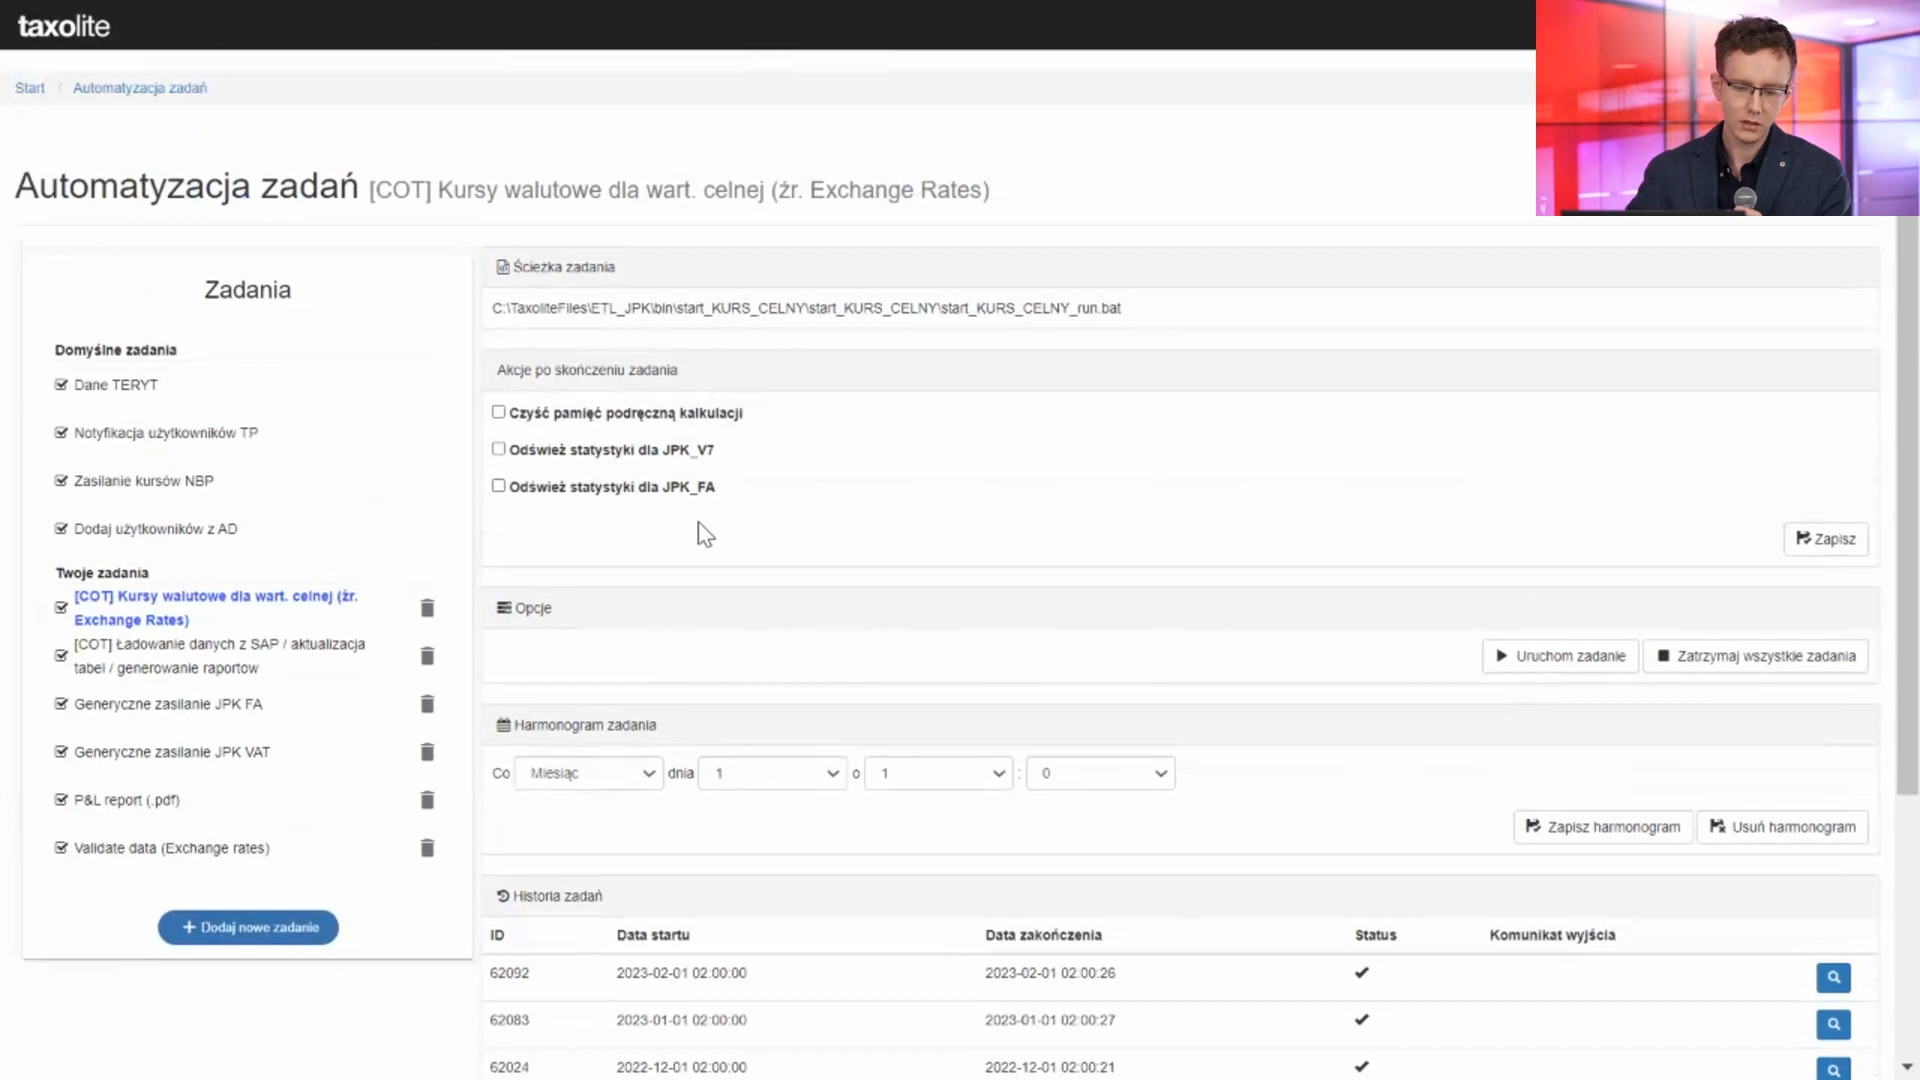 taxolite
Start / Automatyzacja zadań
Automatyzacja zadań [COT] Kursy walutowe dla wart. celnej (źr. Exchange Rates)
Zadania
Domyślne zadania
Dane TERYT
Notyfikacja użytkowników TP
Zasilanie kursów NBP
Dodaj użytkowników z AD
Twoje zadania
[COT] Kursy walutowe dla wart. celnej (źr.
Exchange Rates)
[COT] Ładowanie danych z SAP / aktualizacja
tabel / generowanie raportow
Generyczne zasilanie JPK FA
Generyczne zasilanie JPK VAT
P&L report (.pdf)
Validate data (Exchange rates)
+ Dodaj nowe zadanie
Ścieżka zadania
C:\TaxoliteFiles\ETL_JPK\bin\start_KURS_CELNY\start_KURS_CELNY\start_KURS_CELNY_run.bat
Akcje po skończeniu zadania
Czyść pamięć podręczną kalkulacji
Odśwież statystyki dla JPK_V7
Odśwież statystyki dla JPK_FA
Zapisz
Opcje
Uruchom zadanie Zatrzymaj wszystkie zadania
Harmonogram zadania
Co Miesiąc dnia 1 o 1 : 0
Zapisz harmonogram Usuń harmonogram
Historia zadań
ID Data startu Data zakończenia Status Komunikat wyjścia
62092 2023-02-01 02:00:00 2023-02-01 02:00:26
62083 2023-01-01 02:00:00 2023-01-01 02:00:27
62024 2022-12-01 02:00:00 2022-12-01 02:00:21